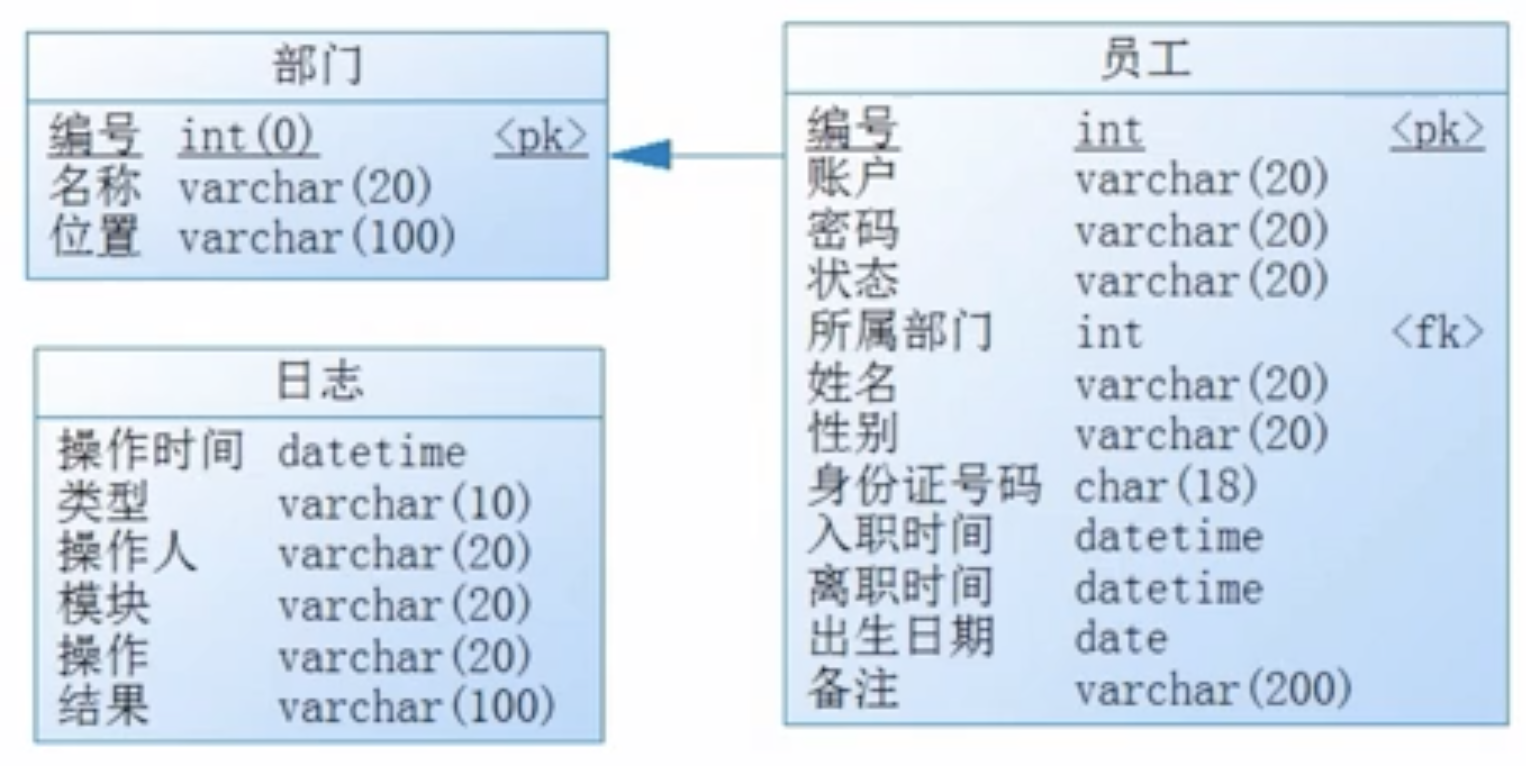 部门
编号 int(0) <pk>
名称 varchar(20)
位置 varchar(100)
日志
操作时间 datetime
类型 varchar(10)
操作人 varchar(20)
模块 varchar(20)
操作 varchar(20)
结果 varchar(100)
员工
编号 int <pk>
账户 varchar(20)
密码 varchar(20)
状态 varchar(20)
所属部门 int <fk>
姓名 varchar(20)
性别 varchar(20)
身份证号码 char(18)
入职时间 datetime
离职时间 datetime
出生日期 date
备注 varchar(200)